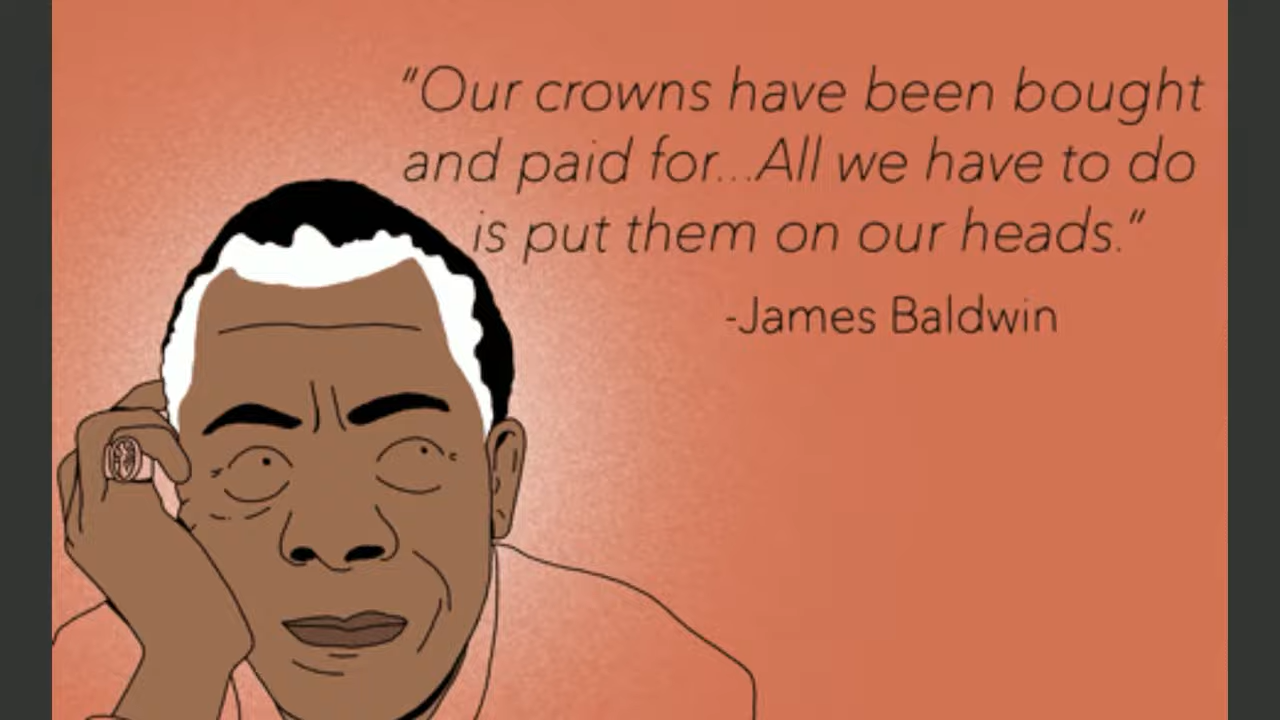 "Our crowns have been bought
and paid for...All we have to do
is put them on our heads."
-James Baldwin